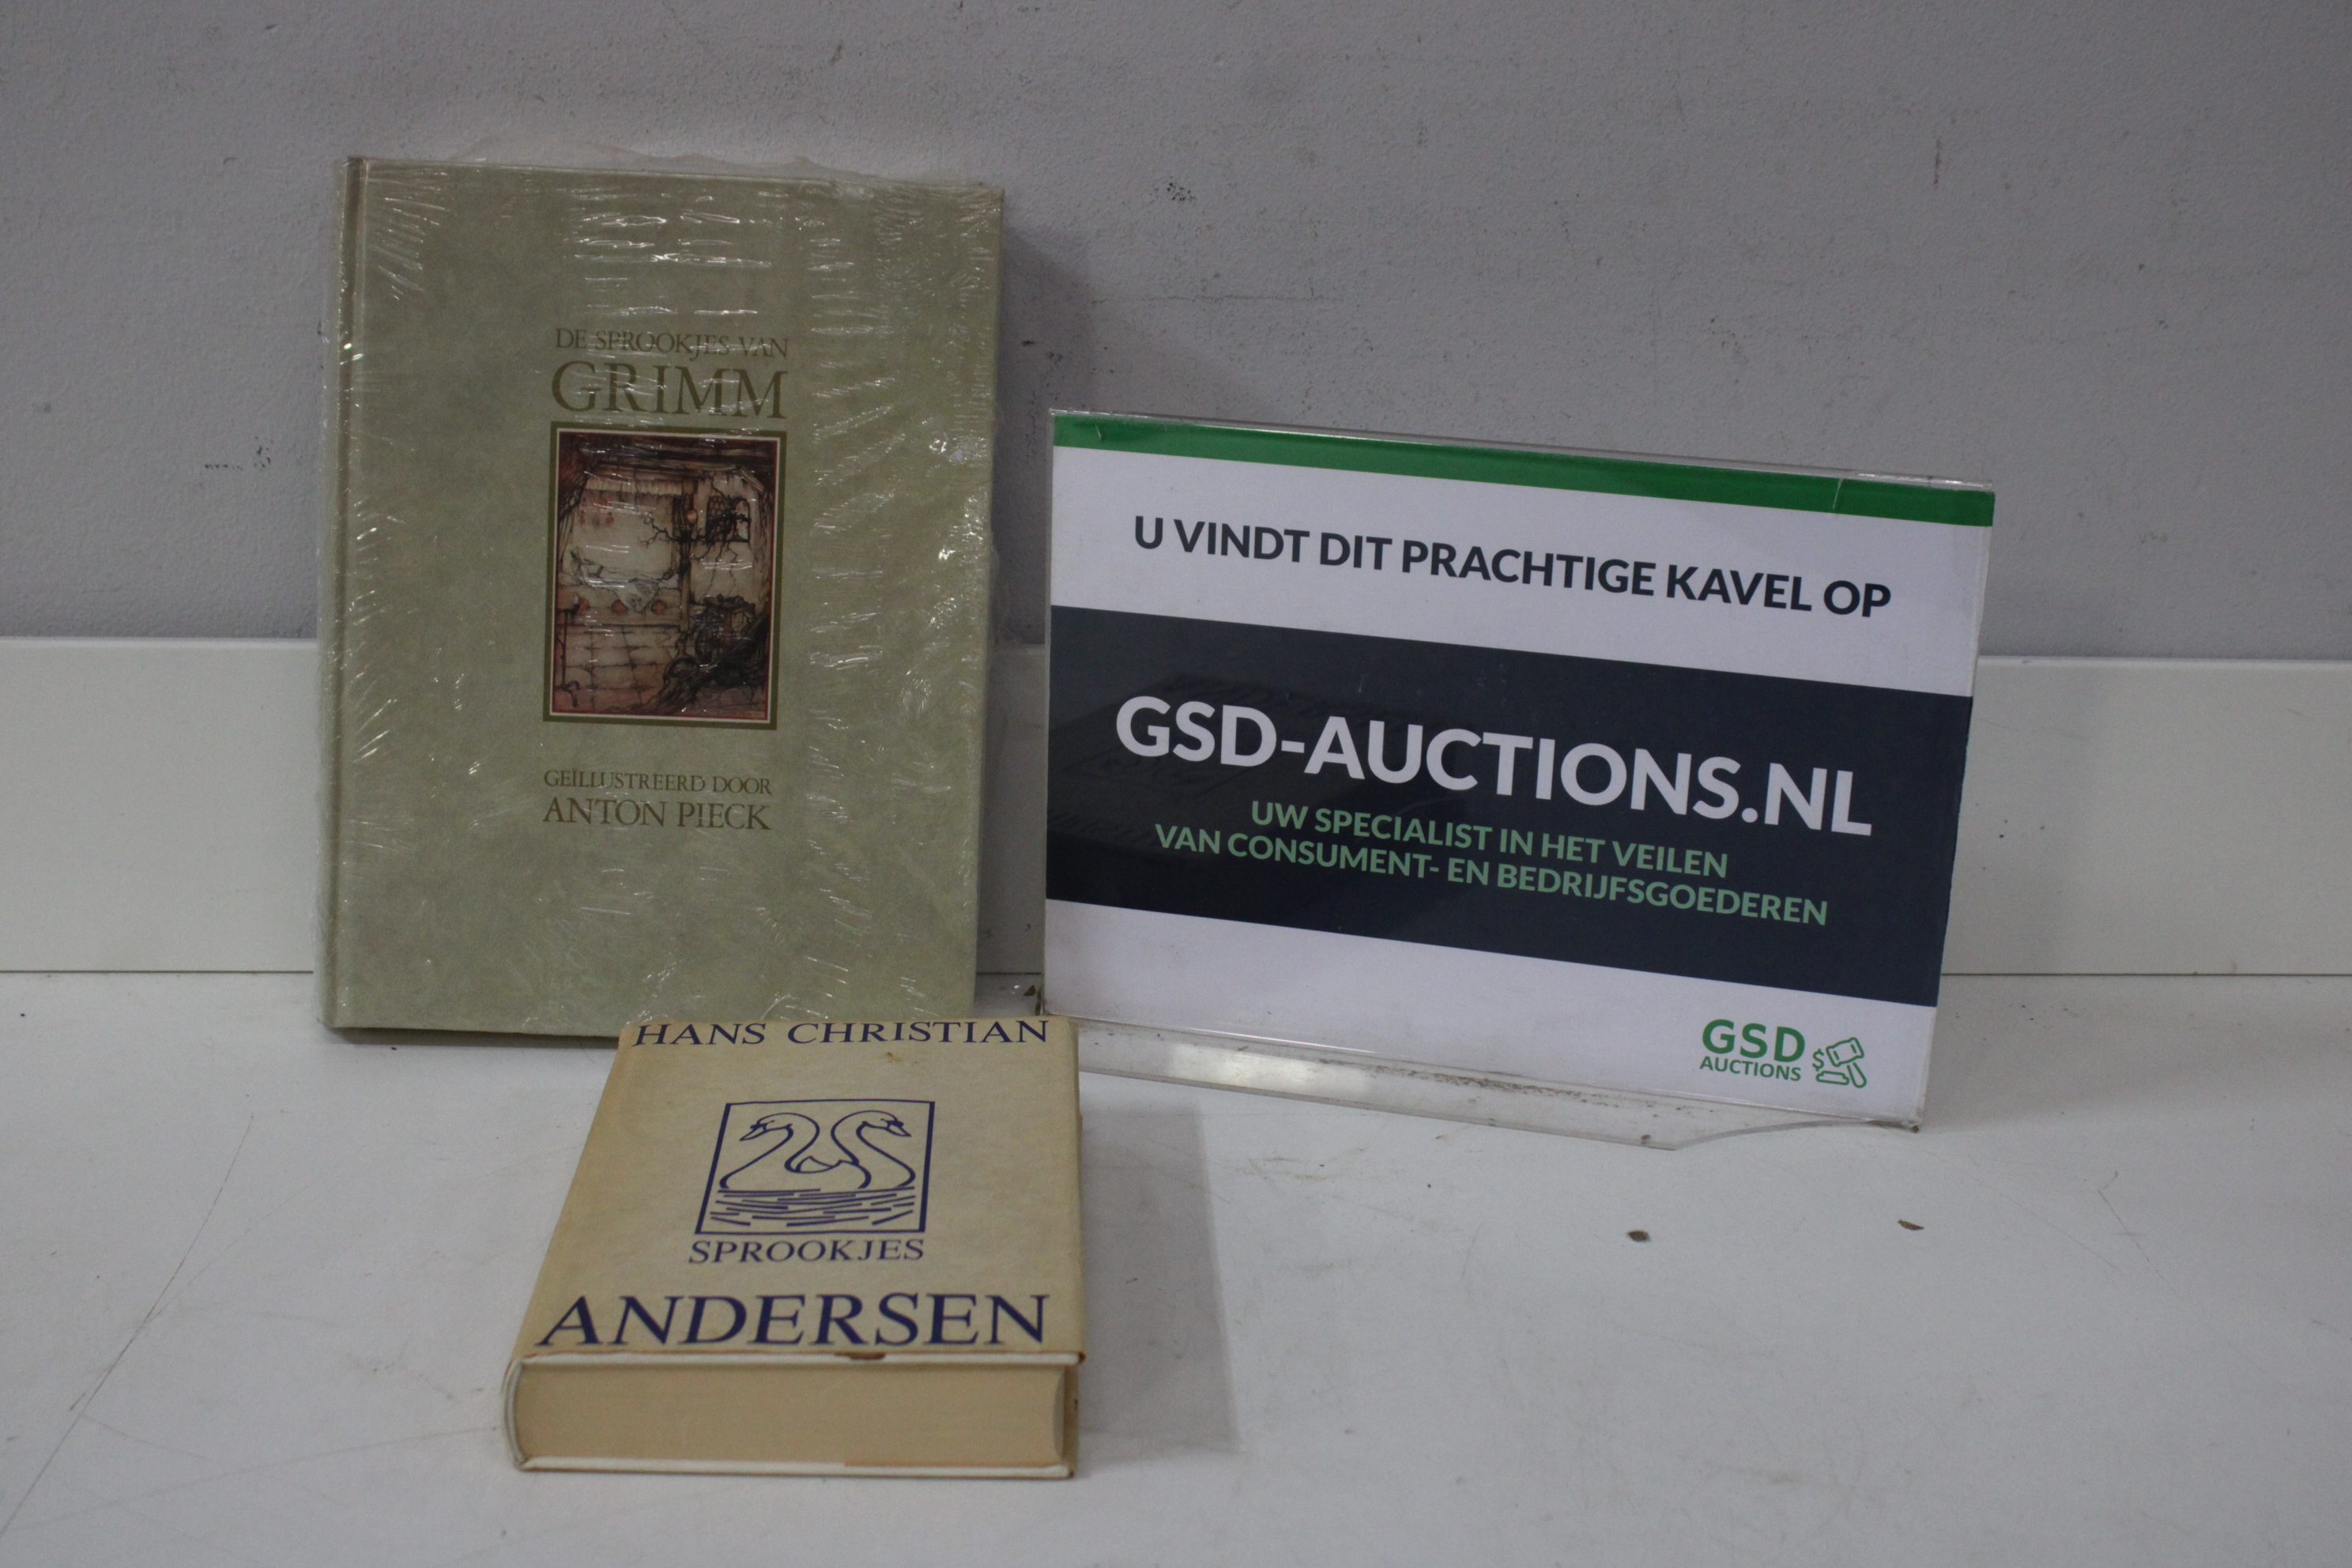 DE SPROOKJES VAN
GRIMM
GEÏLLUSTREERD DOOR
ANTON PIECK
HANS CHRISTIAN
SPROOKJES
ANDERSEN
U VINDT DIT PRACHTIGE KAVEL OP
GSD-AUCTIONS.NL
UW SPECIALIST IN HET VEILEN
VAN CONSUMENT- EN BEDRIJFSGOEDEREN
GSD
AUCTIONS